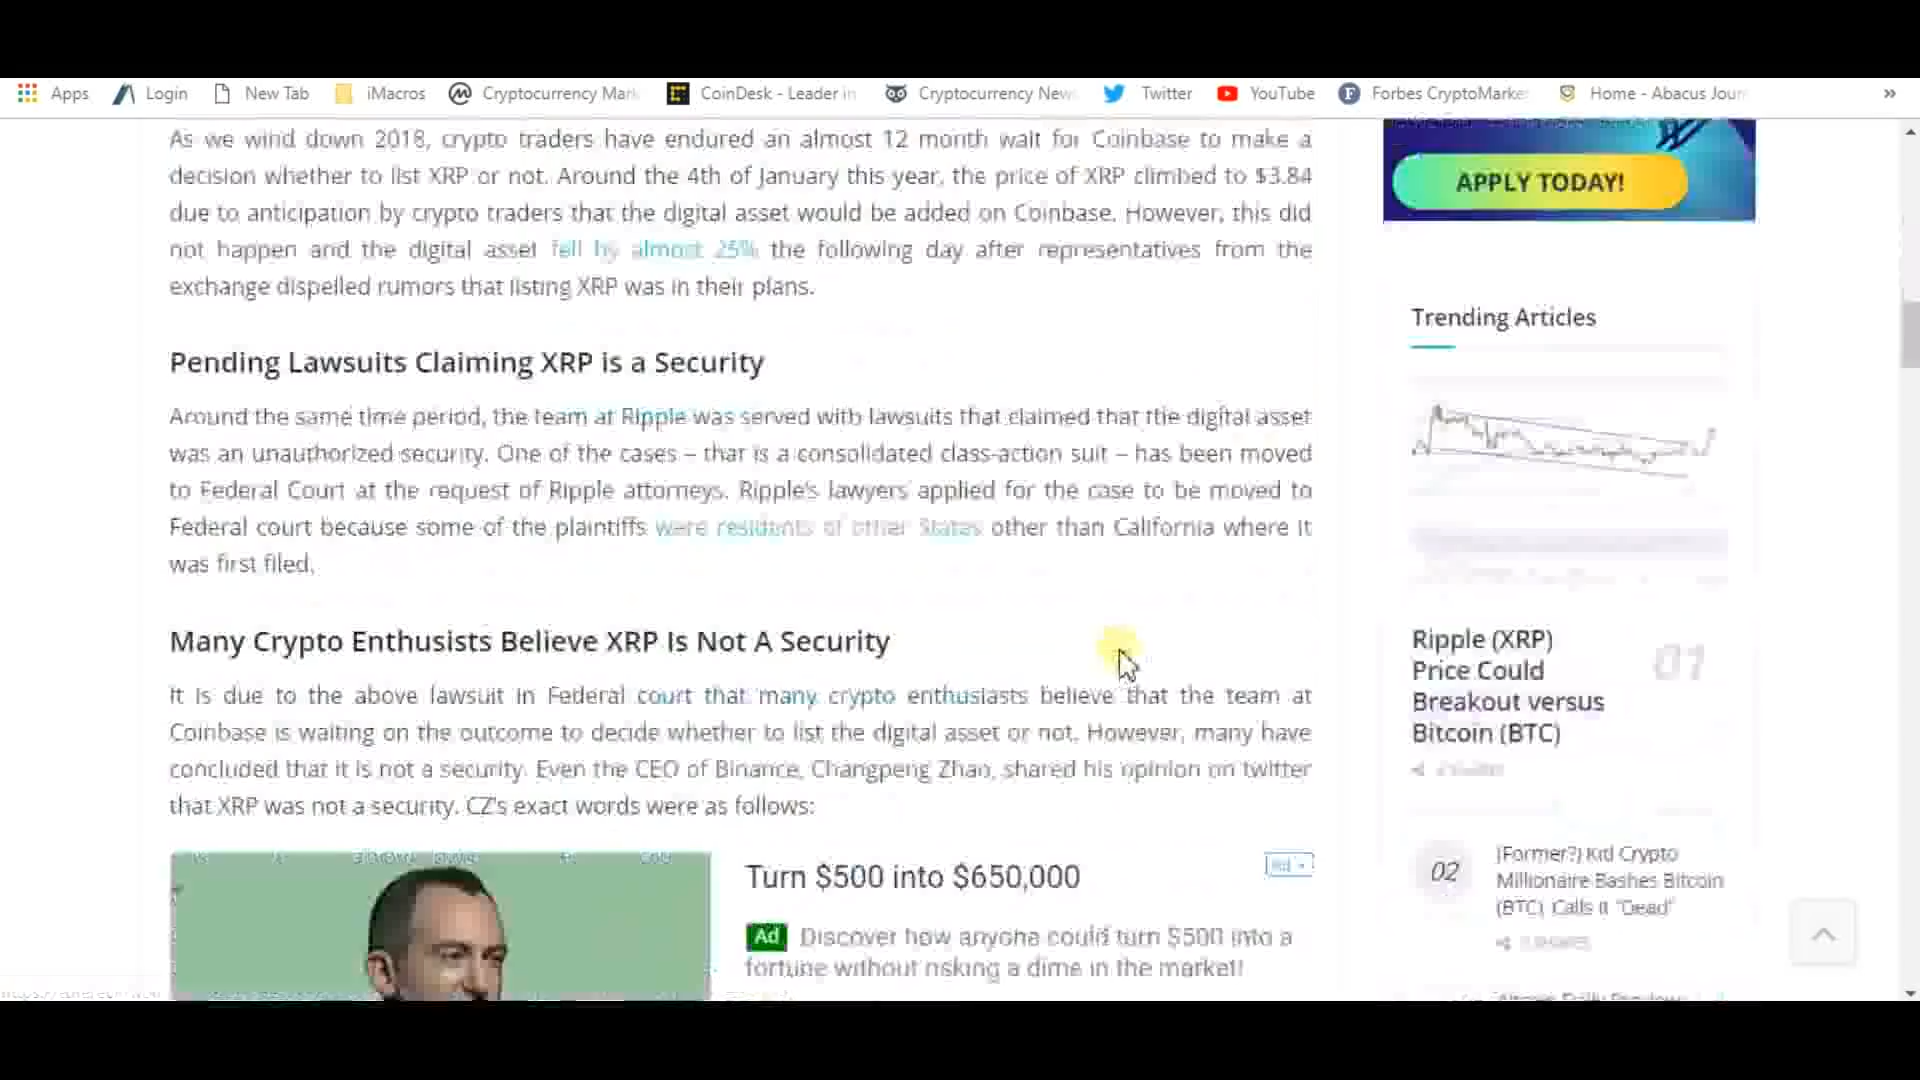 Apps
Login
New Tab
iMacros
Cryptocurrency Mark
CoinDesk - Leader in
Cryptocurrency News
Twitter
YouTube
Forbes CryptoMarket
Home - Abacus Jour
»
As we wind down 2018, crypto traders have endured an almost 12 month wait for Coinbase to make a
decision whether to list XRP or not. Around the 4th of January this year, the price of XRP climbed to $3.84
due to anticipation by crypto traders that the digital asset would be added on Coinbase. However, this did
not happen and the digital asset fell by almost 25% the following day after representatives from the
exchange dispelled rumors that listing XRP was in their plans.
Pending Lawsuits Claiming XRP is a Security
Around the same time period, the team at Ripple was served with lawsuits that claimed that the digital asset
was an unauthorized security. One of the cases – that is a consolidated class-action suit – has been moved
to Federal Court at the request of Ripple attorneys. Ripple's lawyers applied for the case to be moved to
Federal court because some of the plaintiffs were residents of other States other than California where it
was first filed.
Many Crypto Enthusists Believe XRP Is Not A Security
It is due to the above lawsuit in Federal court that many crypto enthusiasts believe that the team at
Coinbase is waiting on the outcome to decide whether to list the digital asset or not. However, many have
concluded that it is not a security. Even the CEO of Binance, Changpeng Zhao, shared his opinion on twitter
that XRP was not a security. CZ's exact words were as follows:
Turn $500 into $650,000
Ad
Ad Discover how anyone could turn $500 into a
fortune without risking a dime in the market!
APPLY TODAY!
Trending Articles
Ripple (XRP)
Price Could
Breakout versus
Bitcoin (BTC)
01
02
(Former?) Kid Crypto
Millionaire Bashes Bitcoin
(BTC), Calls it "Dead"